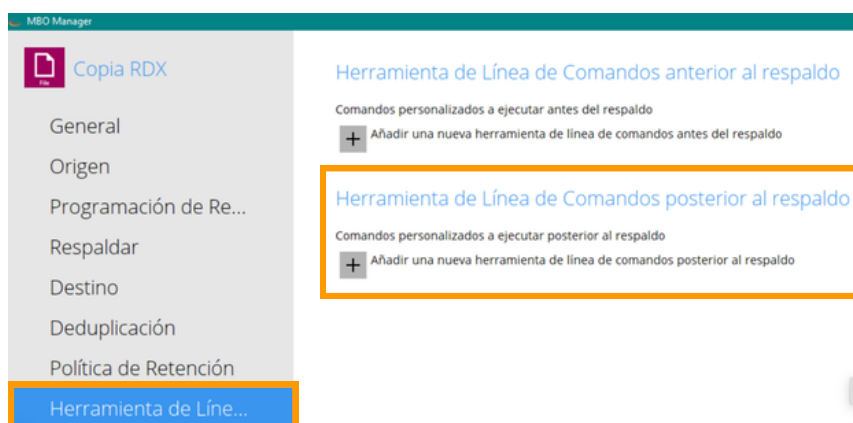 MBO Manager
File
Copia RDX
General
Origen
Programación de Re...
Respaldar
Destino
Deduplicación
Política de Retención
Herramienta de Líne...
Herramienta de Línea de Comandos anterior al respaldo
Comandos personalizados a ejecutar antes del respaldo
+ Añadir una nueva herramienta de línea de comandos antes del respaldo
Herramienta de Línea de Comandos posterior al respaldo
Comandos personalizados a ejecutar posterior al respaldo
+ Añadir una nueva herramienta de línea de comandos posterior al respaldo